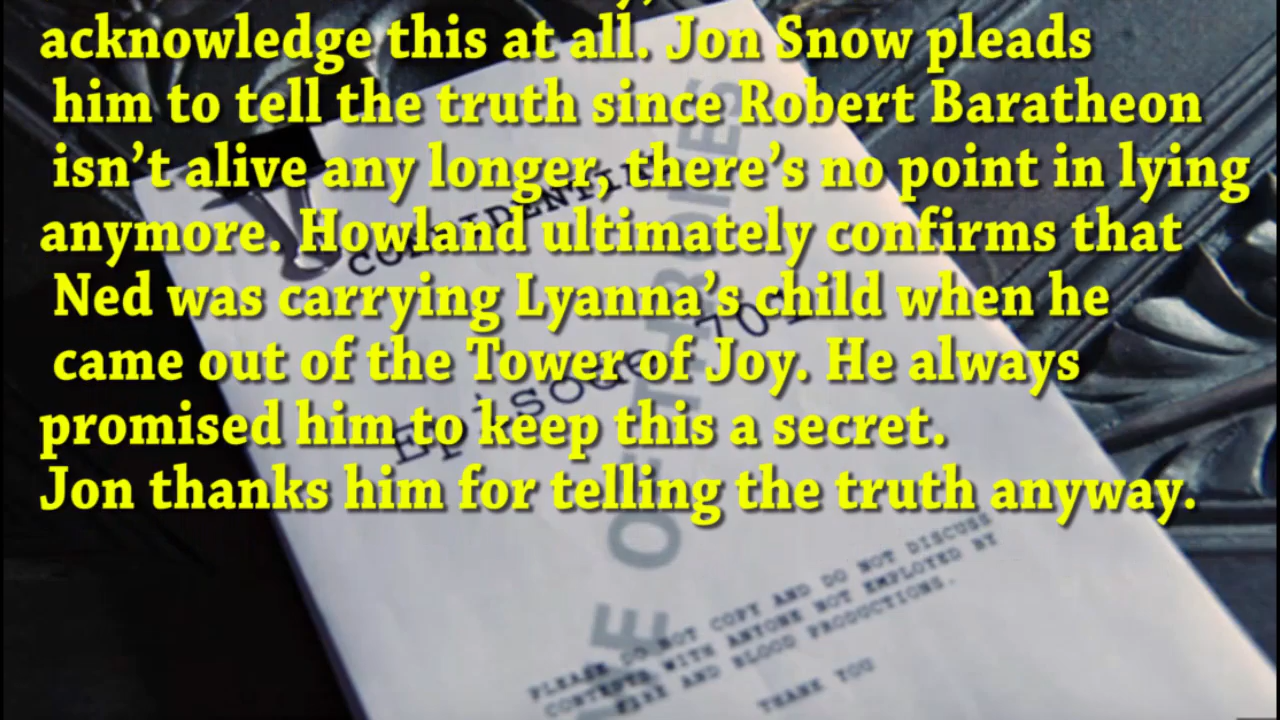 acknowledge this at all. Jon Snow pleads
him to tell the truth since Robert Baratheon
isn't alive any longer, there's no point in lying
anymore. Howland ultimately confirms that
Ned was carrying Lyanna's child when he
came out of the Tower of Joy. He always
promised him to keep this a secret.
Jon thanks him for telling the truth anyway.
Episode
PLEASE DO NOT COPY AND DO NOT DISCUSS
CONTENTS WITH ANYONE NOT EMPLOYED BY
FIRE AND BLOOD PRODUCTIONS.
THANK YOU